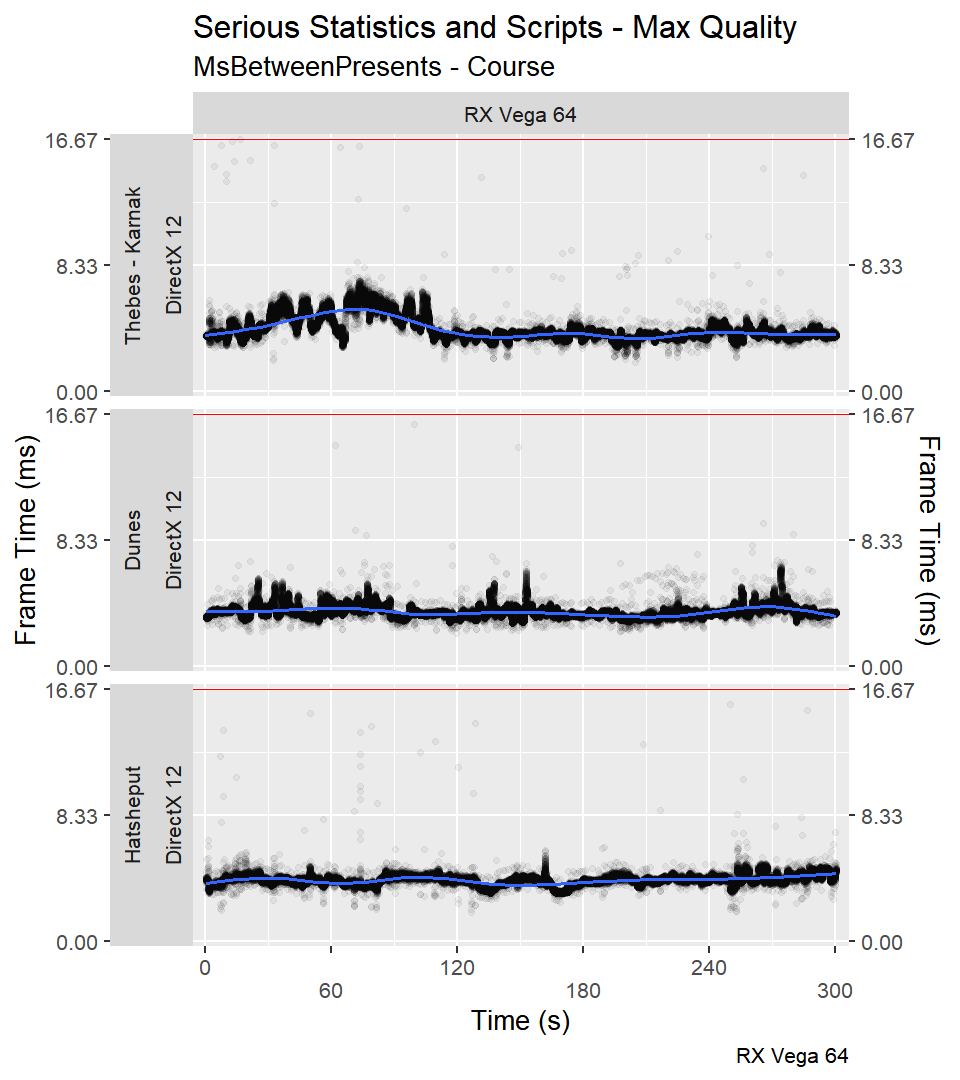 Serious Statistics and Scripts - Max Quality
MsBetweenPresents - Course
RX Vega 64
Frame Time (ms)
Thebes - Karnak
DirectX 12
16.67
8.33
0.00
16.67
8.33
0.00
Dunes
DirectX 12
16.67
8.33
0.00
16.67
8.33
0.00
Hatsheput
DirectX 12
16.67
8.33
0.00
16.67
8.33
0.00
Frame Time (ms)
0 120 240
60 180 300
Time (s)
RX Vega 64